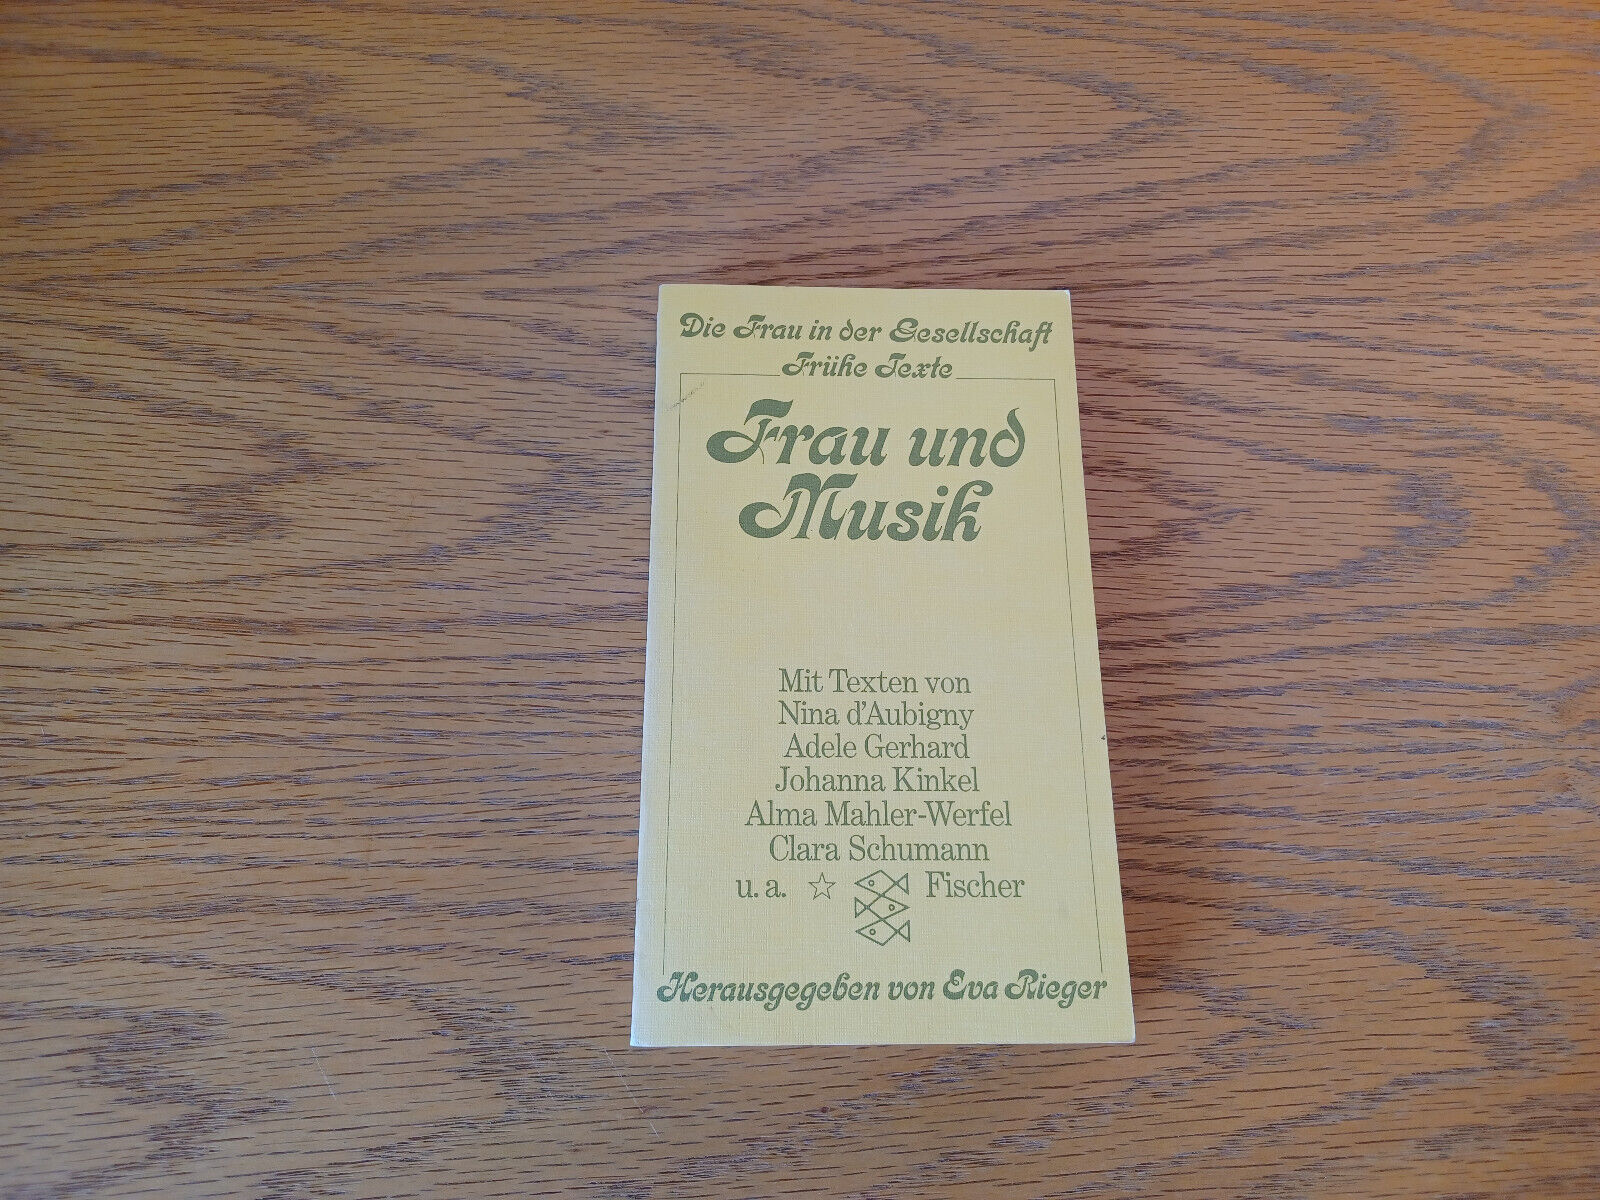 Die Frau in der Gesellschaft
Frühe Texte
Frau und
Musik
Mit Texten von
Nina d'Aubigny
Adele Gerhard
Johanna Kinkel
Alma Mahler-Werfel
Clara Schumann
u. a. ☆ Fischer
Herausgegeben von Eva Rieger